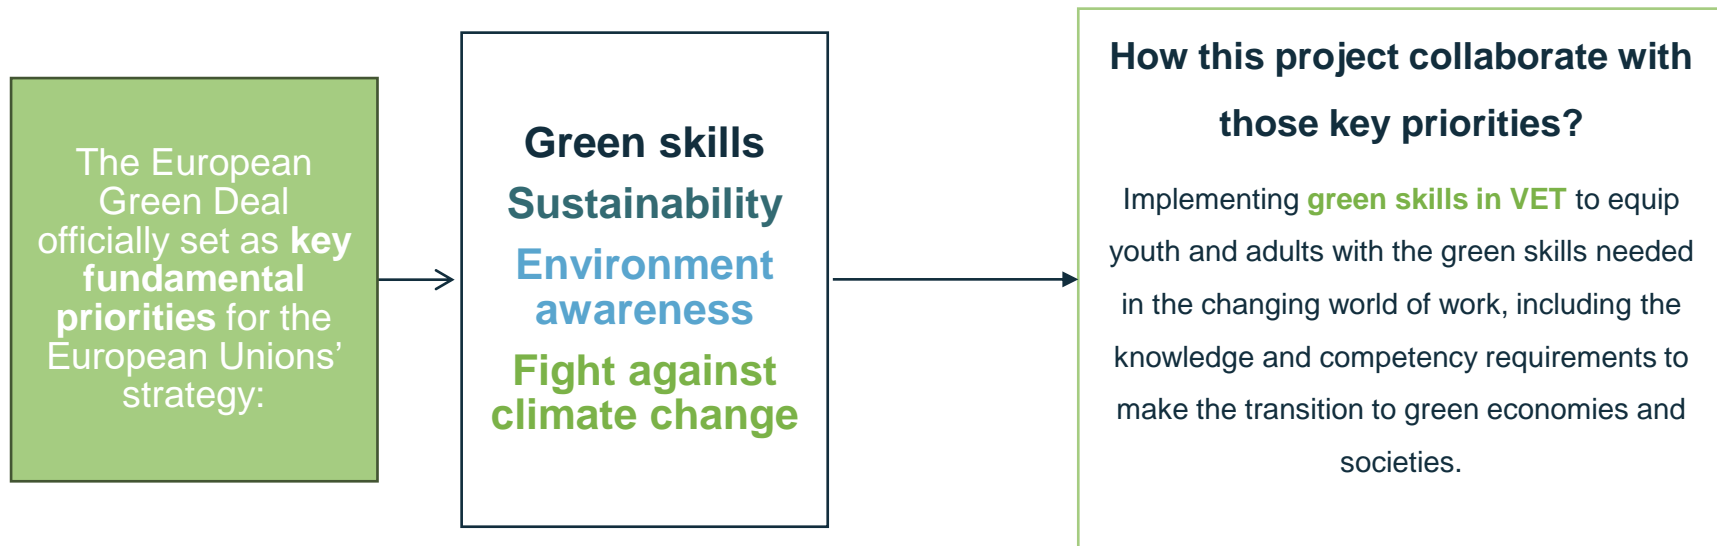 The European
Green Deal
officially set as key
fundamental
priorities for the
European Unions’
strategy:
Green skills
Sustainability
Environment
awareness
Fight against
climate change
How this project collaborate with
those key priorities?
Implementing green skills in VET to equip
youth and adults with the green skills needed
in the changing world of work, including the
knowledge and competency requirements to
make the transition to green economies and
societies.